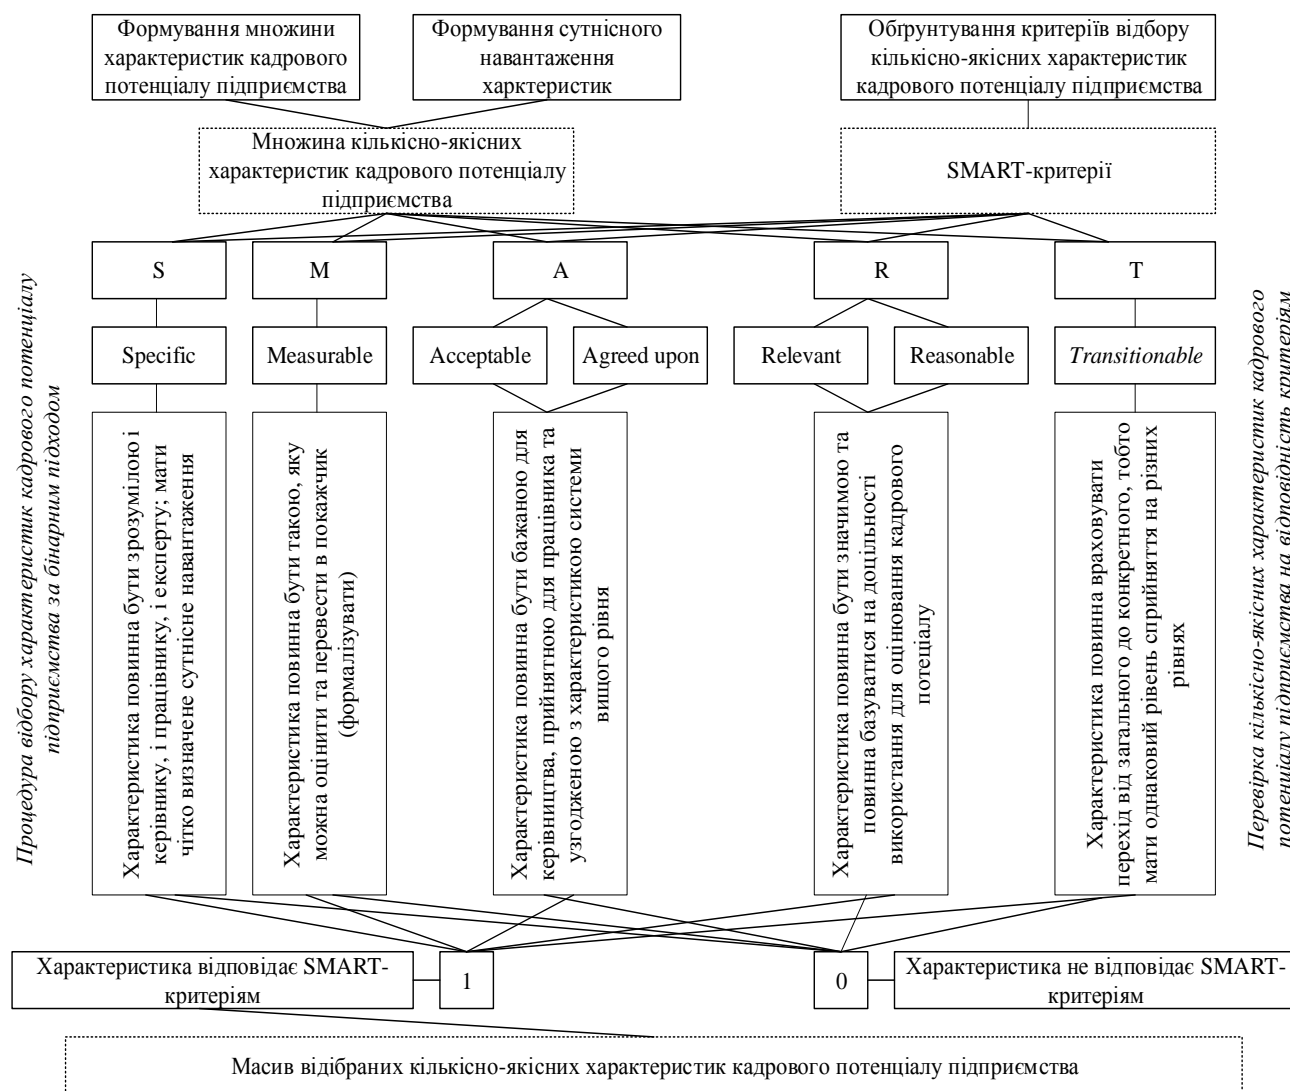 Формування множини
характеристик кадрового
потенціалу підприємства
Формування сутнісного
навантаження
харктеристик
Обґрунтування критеріїв відбору
кількісно-якісних характеристик
кадрового потенціалу підприємства
Множина кількісно-якісних
характеристик кадрового потенціалу
підприємства
SMART-критерії
S
M
A
R
T
Specific
Measurable
Acceptable
Agreed upon
Relevant
Reasonable
Transitionable
Процедура відбору характеристик кадрового потенціалу
підприємства за бінарним підходом
Характеристика повинна бути зрозумілою і
керівнику, і працівнику, і експерту; мати
чітко визначене сутнісне навантаження
Характеристика повинна бути такою, яку
можна оцінити та перевести в покажчик
(формалізувати)
Характеристика повинна бути бажаною для
керівництва, прийнятною для працівника та
узгодженою з характеристикою системи
вищого рівня
Характеристика повинна бути значимою та
повинна базуватися на доцільності
використання для оцінювання кадрового
потеціалу
Характеристика повинна враховувати
перехід від загального до конкретного, тобто
мати однаковий рівень сприйняття на різних
рівнях
Перевірка кількісно-якісних характеристик кадрового
потенціалу підприємства на відповідність критеріям
Характеристика відповідає SMART-
критеріям
1
0
Характеристика не відповідає SMART-
критеріям
Масив відібраних кількісно-якісних характеристик кадрового потенціалу підприємства